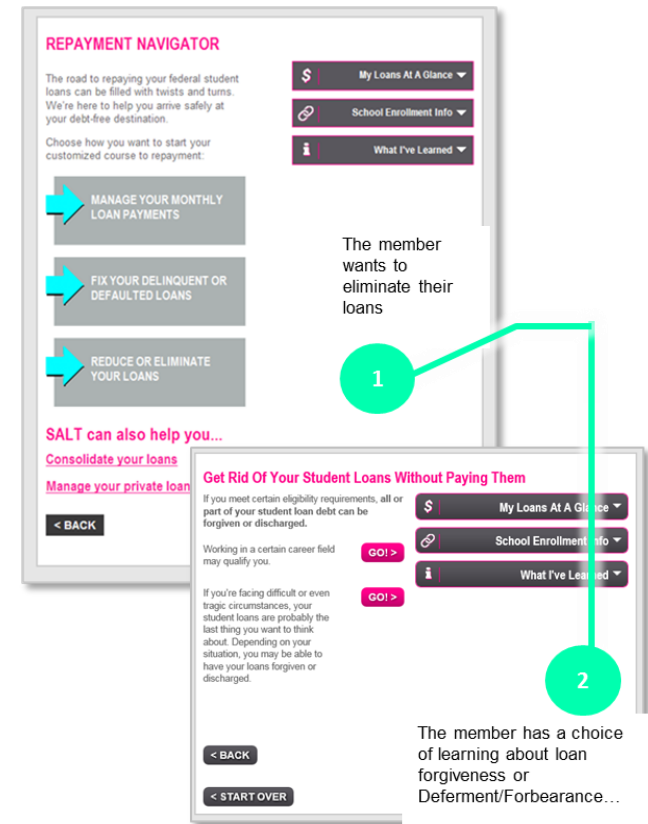 REPAYMENT NAVIGATOR
The road to repaying your federal student
loans can be filled with twists and turns.
We're here to help you arrive safely at
your debt-free destination.
Choose how you want to start your
customized course to repayment:
$ My Loans At A Glance
School Enrollment Info
i What I've Learned
MANAGE YOUR MONTHLY
LOAN PAYMENTS
FIX YOUR DELINQUENT OR
DEFAULTED LOANS
REDUCE OR ELIMINATE
YOUR LOANS
The member
wants to
eliminate their
loans
1
SALT can also help you...
Consolidate your loans
Manage your private loan
< BACK
Get Rid Of Your Student Loans Without Paying Them
If you meet certain eligibility requirements, all or
part of your student loan debt can be
forgiven or discharged.
Working in a certain career field
may qualify you.
GO! >
If you're facing difficult or even
tragic circumstances, your
student loans are probably the
last thing you want to think
about. Depending on your
situation, you may be able to
have your loans forgiven or
discharged.
GO! >
$ My Loans At A Glance
School Enrollment Info
i What I've Learned
2
< BACK
< START OVER
The member has a choice
of learning about loan
forgiveness or
Deferment/Forbearance…